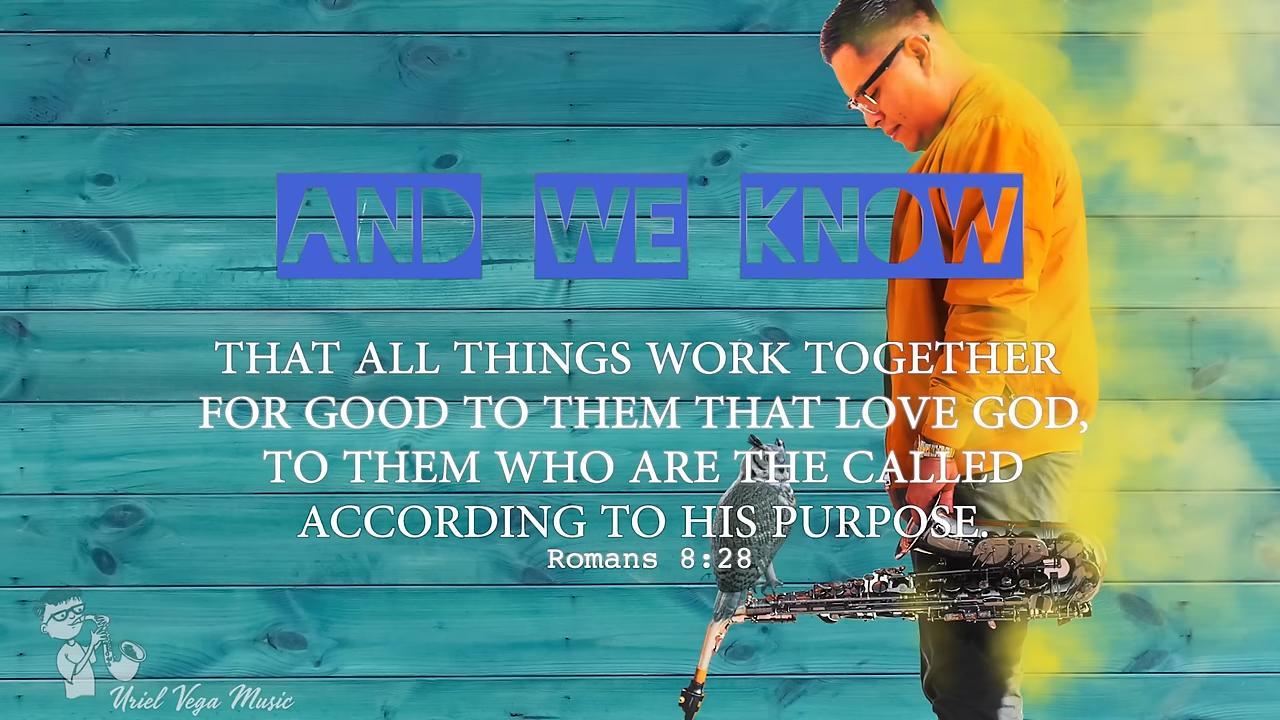 AND WE KNOW
THAT ALL THINGS WORK TOGETHER
FOR GOOD TO THEM THAT LOVE GOD,
TO THEM WHO ARE THE CALLED
ACCORDING TO HIS PURPOSE.
Romans 8:28
Uriel Vega Music